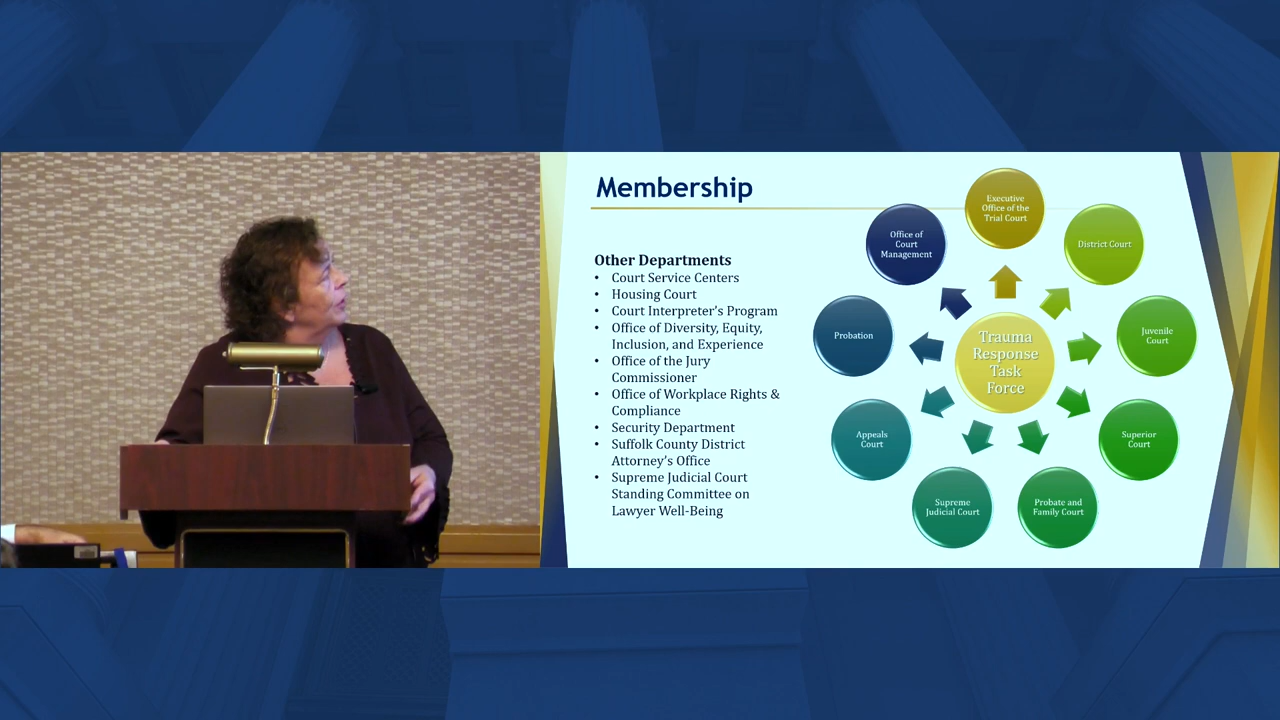 Membership
Other Departments
• Court Service Centers
• Housing Court
• Court Interpreter's Program
• Office of Diversity, Equity,
Inclusion, and Experience
• Office of the Jury
Commissioner
• Office of Workplace Rights &
Compliance
• Security Department
• Suffolk County District
Attorney's Office
• Supreme Judicial Court
Standing Committee on
Lawyer Well-Being
Trauma
Response
Task
Force
Executive
Office of the
Trial Court
District Court
Juvenile
Court
Superior
Court
Probate and
Family Court
Supreme
Judicial Court
Appeals
Court
Probation
Office of
Court
Management